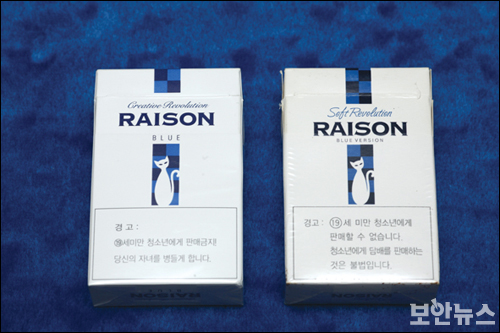 Creative Revolution
RAISON
BLUE
경 고 :
⑲세미만 청소년에게 판매금지!
당신의 자녀를 병들게 합니다.
RAISON
Soft Revolution
RAISON
BLUE VERSION
경고 : ⑲세 미만 청소년에게
판매할 수 없습니다.
청소년에게 담배를 판매하는
것은 불법입니다.
RAISON
보안뉴스